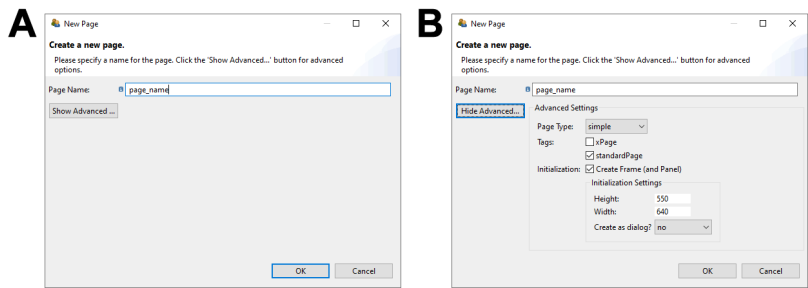 A
New Page
Create a new page.
Please specify a name for the page. Click the 'Show Advanced...' button for advanced
options.
Page Name: page_name
Show Advanced ...
OK Cancel
B
New Page
Create a new page.
Please specify a name for the page. Click the 'Show Advanced...' button for advanced
options.
Page Name: page_name
Hide Advanced... Advanced Settings
Page Type: simple
Tags: xPage
standardPage
Initialization: Create Frame (and Panel)
Initialization Settings
Height: 550
Width: 640
Create as dialog? no
OK Cancel